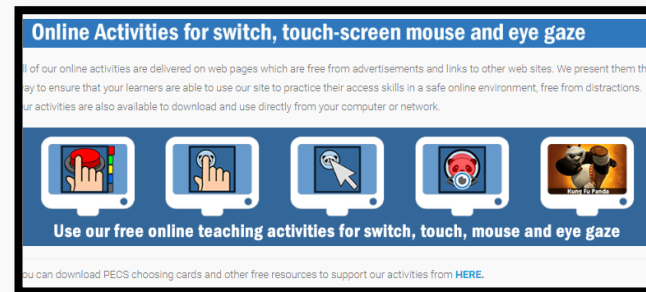 Online Activities for switch, touch-screen mouse and eye gaze
ll of our online activities are delivered on web pages which are free from advertisements and links to other web sites. We present them th
ay to ensure that your learners are able to use our site to practice their access skills in a safe online environment, free from distractions.
ur activities are also available to download and use directly from your computer or network.
Kung Fu Panda
Use our free online teaching activities for switch, touch, mouse and eye gaze
ou can download PECS choosing cards and other free resources to support our activities from HERE.